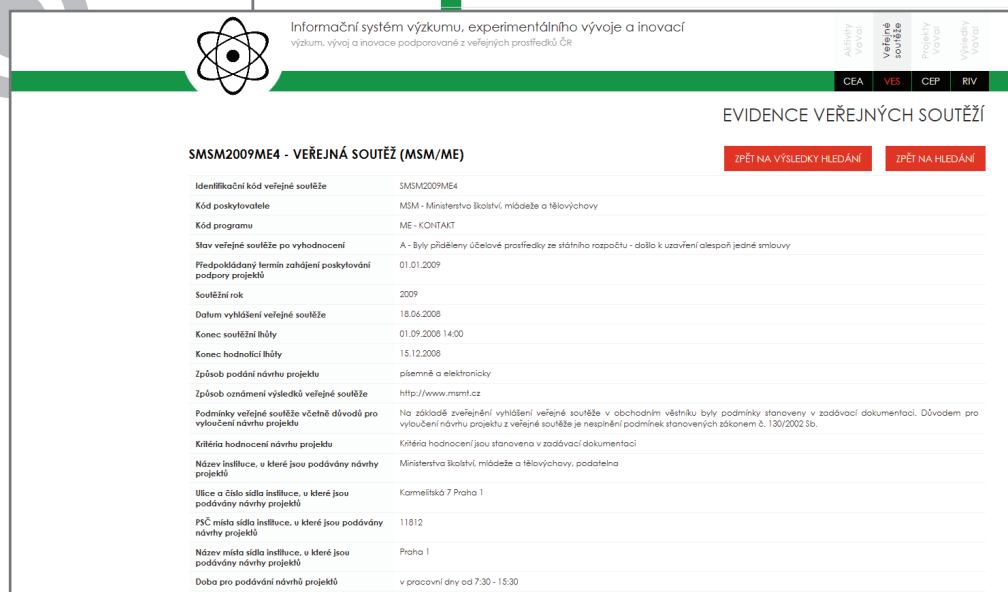 Informační systém výzkumu, experimentálního vývoje a inovací
výzkum, vývoj a inovace podporované z veřejných prostředků ČR
Aktivity VaVaI
Veřejné soutěže
Projekty VaVaI
Výsledky VaVaI
CEA VES CEP RIV
EVIDENCE VEŘEJNÝCH SOUTĚŽÍ
SMSM2009ME4 - VEŘEJNÁ SOUTĚŽ (MSM/ME)
ZPĚT NA VÝSLEDKY HLEDÁNÍ ZPĚT NA HLEDÁNÍ
Identifikační kód veřejné soutěže SMSM2009ME4
Kód poskytovatele MSM - Ministerstvo školství, mládeže a tělovýchovy
Kód programu ME - KONTAKT
Stav veřejné soutěže po vyhodnocení A - Byly přiděleny účelové prostředky ze státního rozpočtu - došlo k uzavření alespoň jedné smlouvy
Předpokládaný termín zahájení poskytování 01.01.2009
podpory projektů
Soutěžní rok 2009
Datum vyhlášení veřejné soutěže 18.06.2008
Konec soutěžní lhůty 01.09.2008 14:00
Konec hodnotící lhůty 15.12.2008
Způsob podání návrhu projektu písemně a elektronicky
Způsob oznámení výsledků veřejné soutěže http://www.msmt.cz
Podmínky veřejné soutěže včetně důvodů pro Na základě zveřejnění vyhlášení veřejné soutěže v obchodním věstníku byly podmínky stanoveny v zadávací dokumentaci. Důvodem pro
vyloučení návrhu projektu vyloučení návrhu projektu z veřejné soutěže je nesplnění podmínek stanovených zákonem č. 130/2002 Sb.
Kritéria hodnocení návrhu projektu Kritéria hodnocení jsou stanovena v zadávací dokumentaci
Název instituce, u které jsou podávány návrhy Ministerstva školství, mládeže a tělovýchovy, podatelna
projektů
Ulice a číslo sídla instituce, u které jsou Karmelitská 7 Praha 1
podávány návrhy projektů
PSČ místa sídla instituce, u které jsou podávány 11812
návrhy projektů
Název místa sídla instituce, u které jsou Praha 1
podávány návrhy projektů
Doba pro podávání návrhů projektů v pracovní dny od 7:30 - 15:30